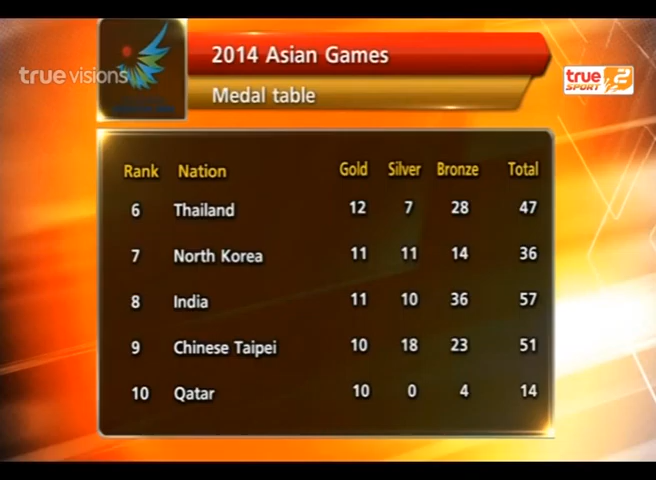 2014 Asian Games
true visions
true 2
SPORT
Medal table
Rank Nation Gold Silver Bronze Total
6 Thailand 12 7 28 47
7 North Korea 11 11 14 36
8 India 11 10 36 57
9 Chinese Taipei 10 18 23 51
10 Qatar 10 0 4 14